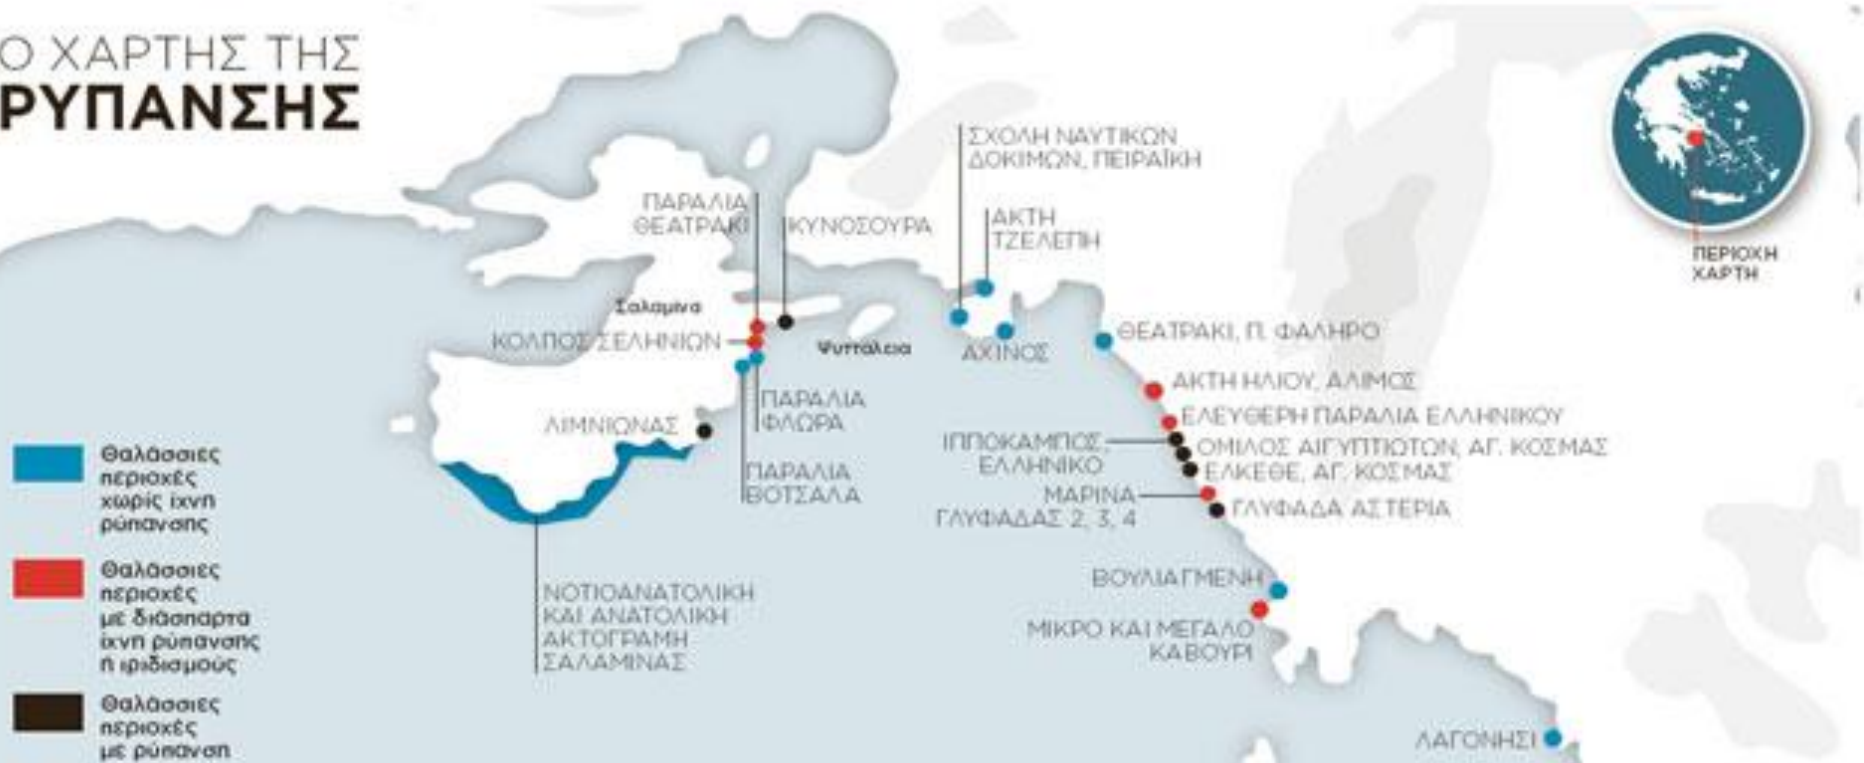 Ο ΧΑΡΤΗΣ ΤΗΣ
ΡΥΠΑΝΣΗΣ
ΣΧΟΛΗ ΝΑΥΤΙΚΩΝ
ΔΟΚΙΜΩΝ, ΠΕΙΡΑΪΚΗ
ΑΚΤΗ
ΤΖΕΛΕΠΗ
ΠΑΡΑΛΙΑ
ΘΕΑΤΡΑΚΙ
ΚΥΝΟΣΟΥΡΑ
ΠΕΡΙΟΧΗ
ΧΑΡΤΗ
Σαλαμινα
ΚΟΛΠΟΣ ΣΕΛΗΝΙΩΝ
Ψυττάλεια
ΑΧΙΝΟΣ
ΘΕΑΤΡΑΚΙ, Π. ΦΑΛΗΡΟ
ΑΚΤΗ ΗΛΙΟΥ, ΑΛΙΜΟΣ
ΕΛΕΥΘΕΡΗ ΠΑΡΑΛΙΑ ΕΛΛΗΝΙΚΟΥ
ΠΑΡΑΛΙΑ
ΦΛΩΡΑ
ΛΙΜΝΙΩΝΑΣ
ΙΠΠΟΚΑΜΠΟΣ,
ΕΛΛΗΝΙΚΟ
ΟΜΙΛΟΣ ΑΙΓΥΠΤΙΩΤΩΝ, ΑΓ. ΚΟΣΜΑΣ
ΕΛΚΕΘΕ, ΑΓ. ΚΟΣΜΑΣ
ΠΑΡΑΛΙΑ
ΒΟΤΣΑΛΑ
ΜΑΡΙΝΑ
ΓΛΥΦΑΔΑΣ 2, 3, 4
ΓΛΥΦΑΔΑ ΑΣΤΕΡΙΑ
ΒΟΥΛΙΑΓΜΕΝΗ
ΜΙΚΡΟ ΚΑΙ ΜΕΓΑΛΟ
ΚΑΒΟΥΡΙ
ΝΟΤΙΟΑΝΑΤΟΛΙΚΗ
ΚΑΙ ΑΝΑΤΟΛΙΚΗ
ΑΚΤΟΓΡΑΜΗ
ΣΑΛΑΜΙΝΑΣ
ΛΑΓΟΝΗΣΙ
Θαλάσσιες
περιοχές
χωρίς ίχνη
ρύπανσης
Θαλάσσιες
περιοχές
με διάσπαρτα
ίχνη ρύπανσης
ή ιριδισμούς
Θαλάσσιες
περιοχές
με ρύπανση